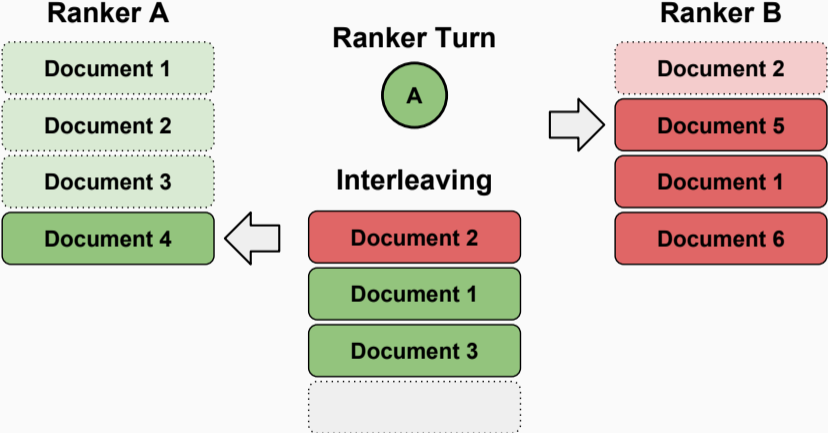 Ranker A
Document 1
Document 2
Document 3
Document 4
Ranker Turn
A
Interleaving
Document 2
Document 1
Document 3
Ranker B
Document 2
Document 5
Document 1
Document 6